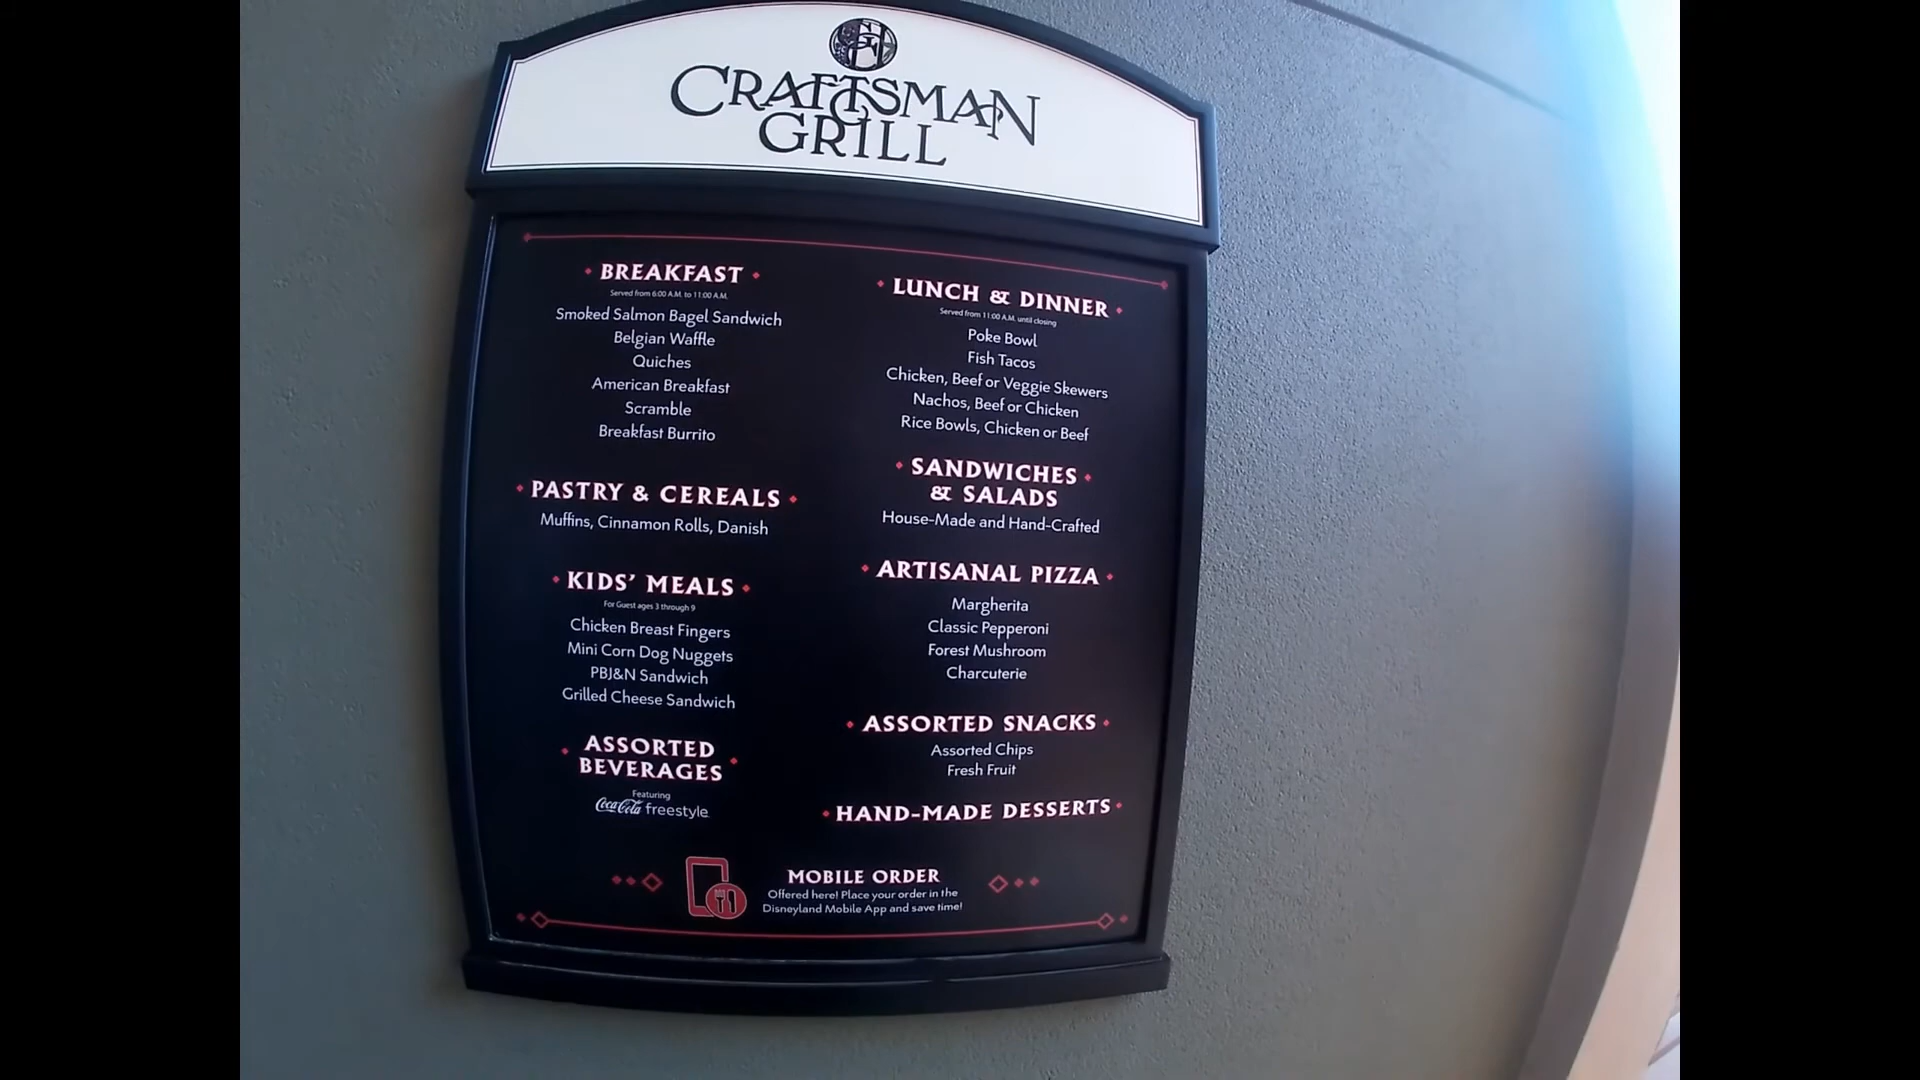 CRAFTSMAN
GRILL
BREAKFAST
Served from 6:00 A.M. to 11:00 A.M.
Smoked Salmon Bagel Sandwich
Belgian Waffle
Quiches
American Breakfast
Scramble
Breakfast Burrito
PASTRY & CEREALS
Muffins, Cinnamon Rolls, Danish
KIDS' MEALS
For Guest ages 3 through 9
Chicken Breast Fingers
Mini Corn Dog Nuggets
PBJ&N Sandwich
Grilled Cheese Sandwich
ASSORTED
BEVERAGES
Featuring
Coca-Cola freestyle
LUNCH & DINNER
Served from 11:00 A.M. until closing
Poke Bowl
Fish Tacos
Chicken, Beef or Veggie Skewers
Nachos, Beef or Chicken
Rice Bowls, Chicken or Beef
SANDWICHES
& SALADS
House-Made and Hand-Crafted
ARTISANAL PIZZA
Margherita
Classic Pepperoni
Forest Mushroom
Charcuterie
ASSORTED SNACKS
Assorted Chips
Fresh Fruit
HAND-MADE DESSERTS
MOBILE ORDER
Offered here! Place your order in the
Disneyland Mobile App and save time!